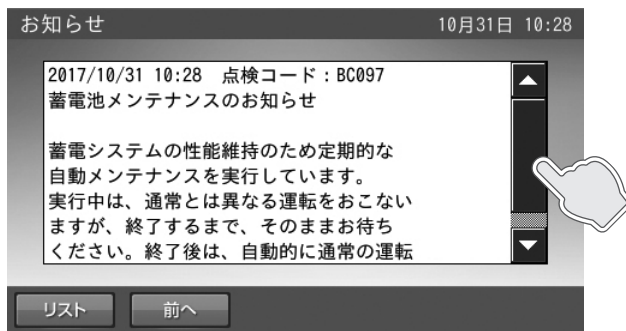 お知らせ 10月31日 10:28
2017/10/31 10:28 点検コード：BC097
蓄電池メンテナンスのお知らせ
蓄電システムの性能維持のため定期的な
自動メンテナンスを実行しています。
実行中は、通常とは異なる運転をおこない
ますが、終了するまで、そのままお待ち
ください。終了後は、自動的に通常の運転
リスト 前へ